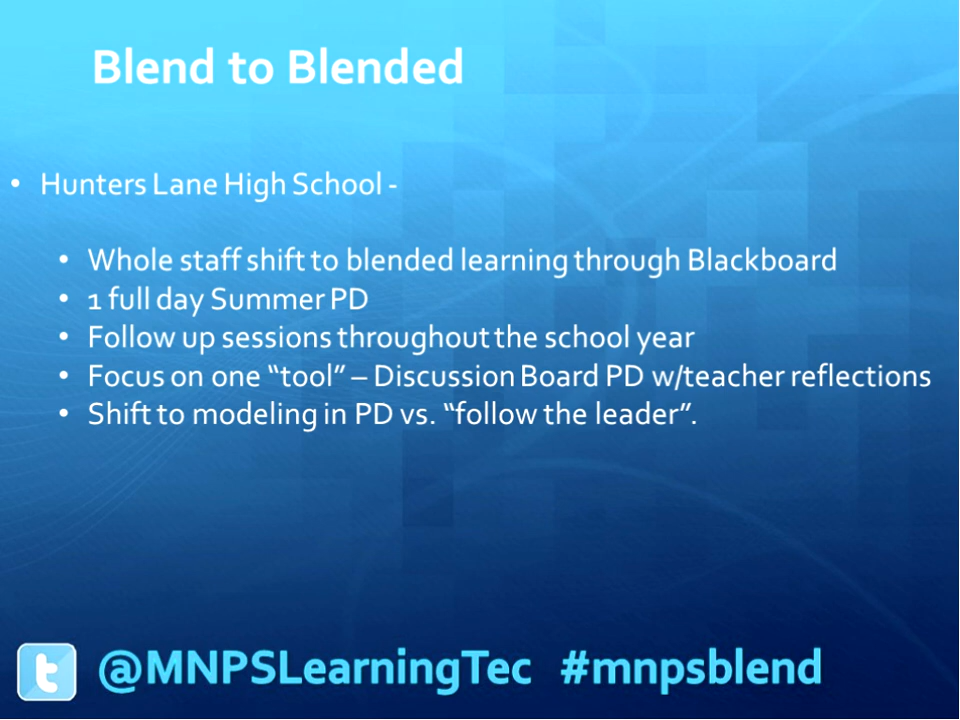 Blend to Blended
• Hunters Lane High School -
• Whole staff shift to blended learning through Blackboard
• 1 full day Summer PD
• Follow up sessions throughout the school year
• Focus on one “tool” – Discussion Board PD w/teacher reflections
• Shift to modeling in PD vs. “follow the leader”.
t @MNPSLearningTec #mnpsblend